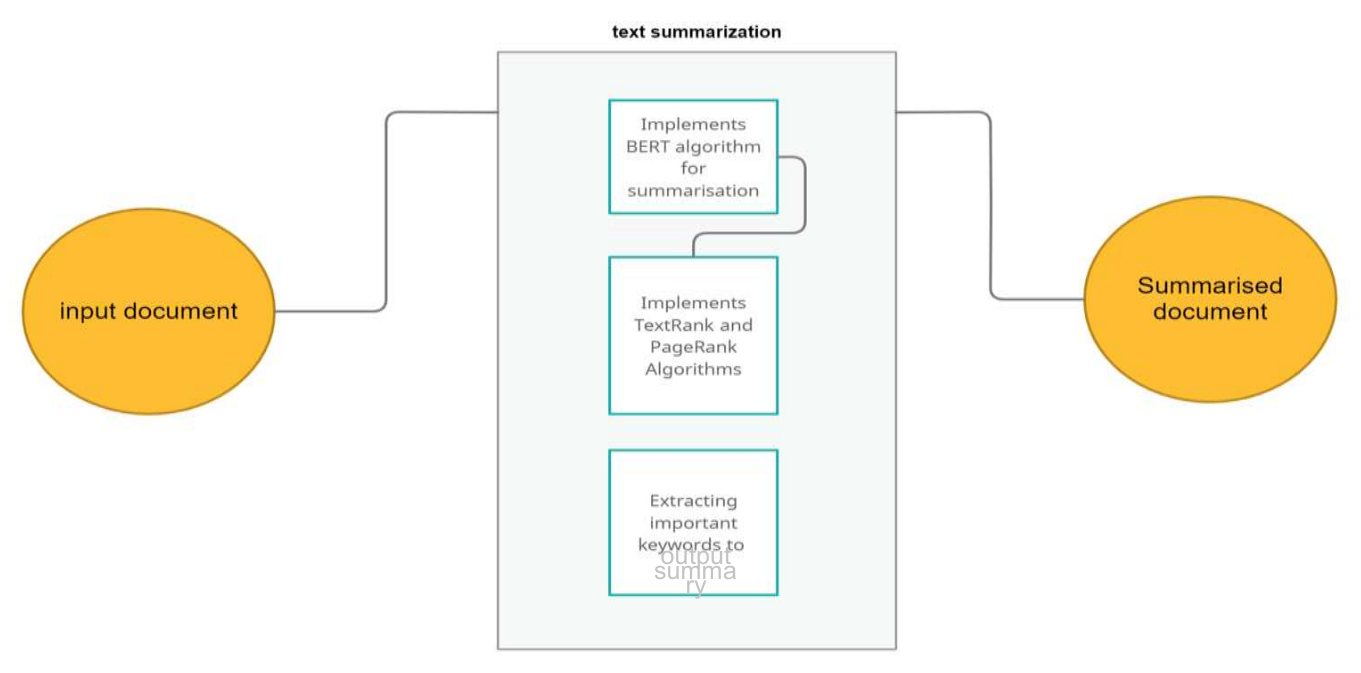 text summarization
input document
Implements
BERT algorithm
for
summarisation
Implements
TextRank and
PageRank
Algorithms
Extracting
important
keywords to
output
summa
ry
Summarised
document